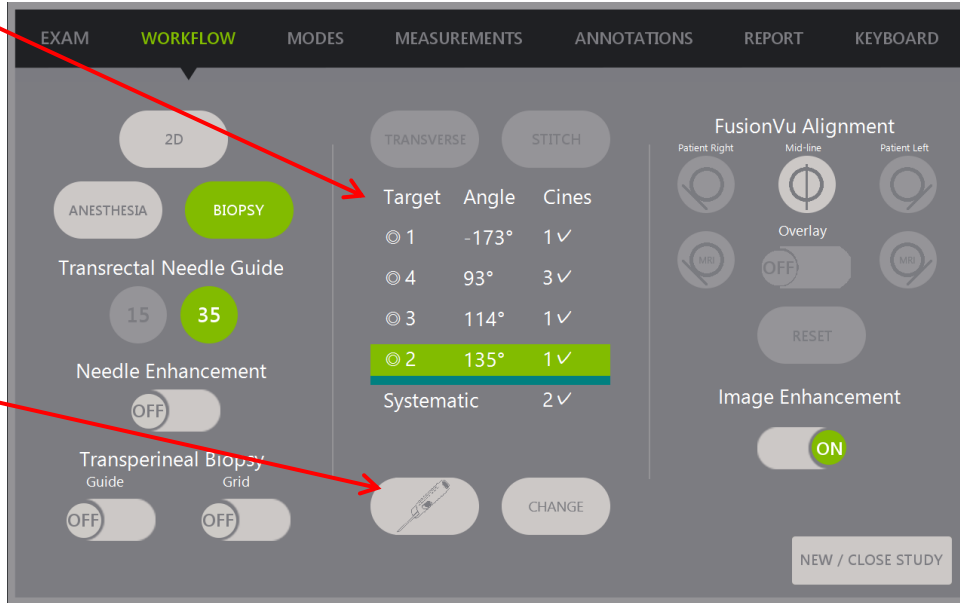 EXAM WORKFLOW MODES MEASUREMENTS ANNOTATIONS REPORT KEYBOARD
2D
ANESTHESIA BIOPSY
Transrectal Needle Guide
15 35
Needle Enhancement
OFF
Transperineal Biopsy
Guide Grid
OFF OFF
TRANSVERSE STITCH
Target Angle Cines
◎ 1 -173° 1✓
◎ 4 93° 3✓
◎ 3 114° 1✓
◎ 2 135° 1✓
Systematic 2✓
CHANGE
FusionVu Alignment
Patient Right Mid-line Patient Left
Overlay
MRI OFF MRI
RESET
Image Enhancement
ON
NEW / CLOSE STUDY